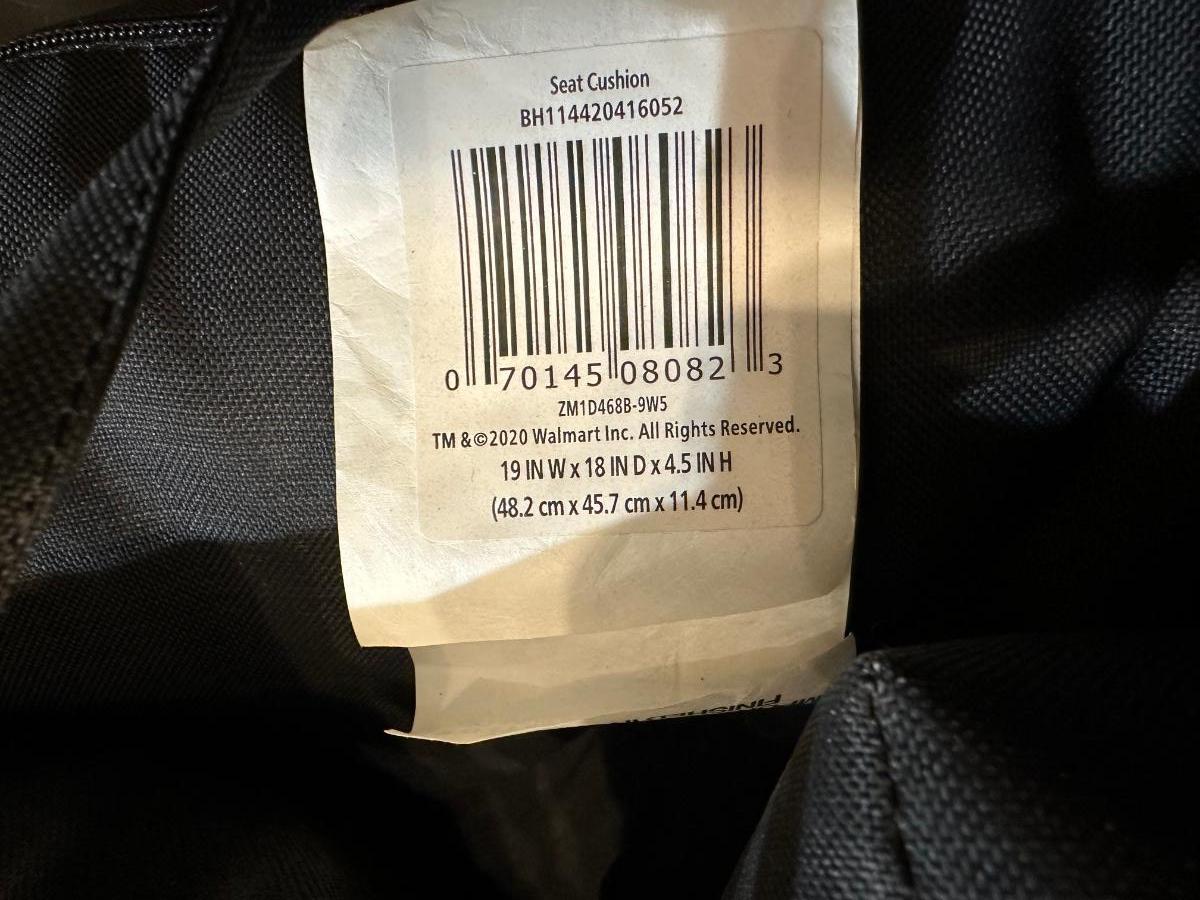 Seat Cushion
BH114420416052
0 70145 08082 3
ZM1D468B-9W5
TM &©2020 Walmart Inc. All Rights Reserved.
19 IN W x 18 IN D x 4.5 IN H
(48.2 cm x 45.7 cm x 11.4 cm)